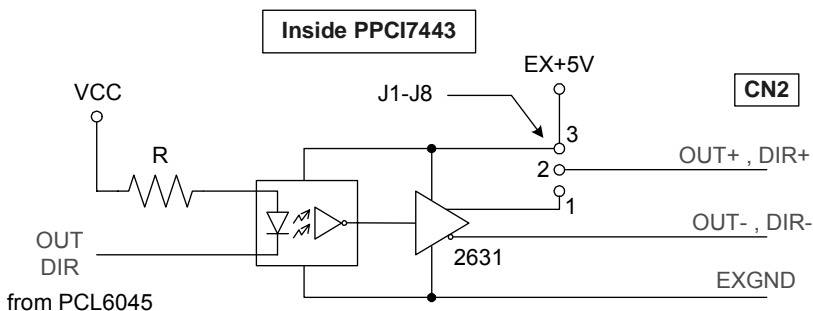 Inside PPCI7443
EX+5V
VCC
J1-J8
CN2
3
R
2
OUT+ , DIR+
1
OUT- , DIR-
OUT
DIR
2631
EXGND
from PCL6045